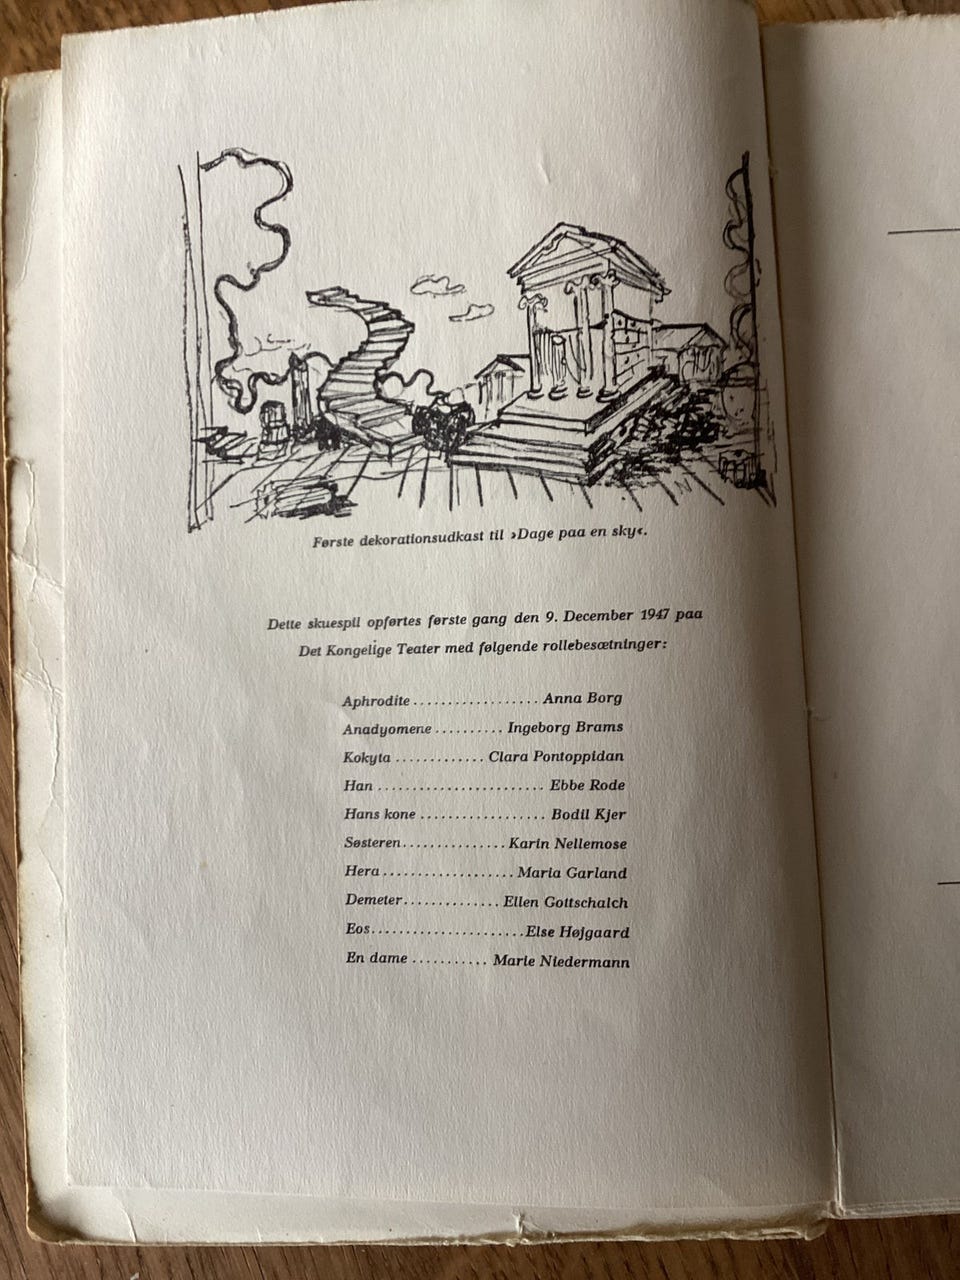 Første dekorationsudkast til ›Dage paa en sky‹.
Dette skuespil opførtes første gang den 9. December 1947 paa
Det Kongelige Teater med følgende rollebesætninger:
Aphrodite .................. Anna Borg
Anadyomene .......... Ingeborg Brams
Kokyta ............. Clara Pontoppidan
Han ........................ Ebbe Rode
Hans kone .................. Bodil Kjer
Søsteren............... Karin Nellemose
Hera ................... Maria Garland
Demeter.............. Ellen Gottschalch
Eos...................... Else Højgaard
En dame ........... Marie Niedermann